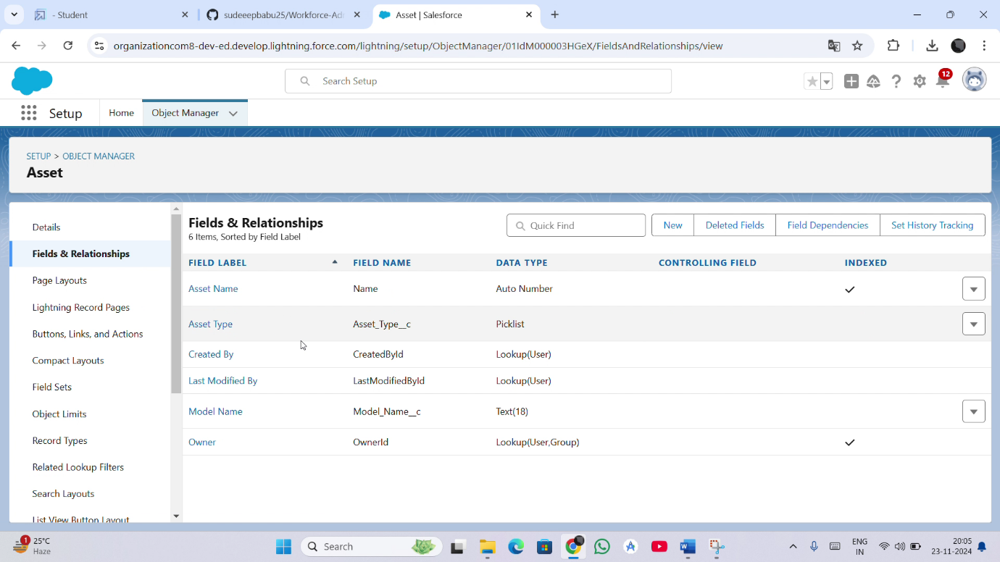 - Student
sudeeepbabu25/Workforce-Adm
Asset | Salesforce
organizationcom8-dev-ed.develop.lightning.force.com/lightning/setup/ObjectManager/01IdM000003HGeX/FieldsAndRelationships/view
Search Setup
12
Setup
Home
Object Manager
SETUP > OBJECT MANAGER
Asset
Details
Fields & Relationships
Page Layouts
Lightning Record Pages
Buttons, Links, and Actions
Compact Layouts
Field Sets
Object Limits
Record Types
Related Lookup Filters
Search Layouts
List View Button Layout
Fields & Relationships
6 Items, Sorted by Field Label
Quick Find
New
Deleted Fields
Field Dependencies
Set History Tracking
FIELD LABEL FIELD NAME DATA TYPE CONTROLLING FIELD INDEXED
Asset Name Name Auto Number
Asset Type Asset_Type__c Picklist
Created By CreatedById Lookup(User)
Last Modified By LastModifiedById Lookup(User)
Model Name Model_Name__c Text(18)
Owner OwnerId Lookup(User,Group)
1
25°C
Haze
Search
ENG
IN
20:05
23-11-2024